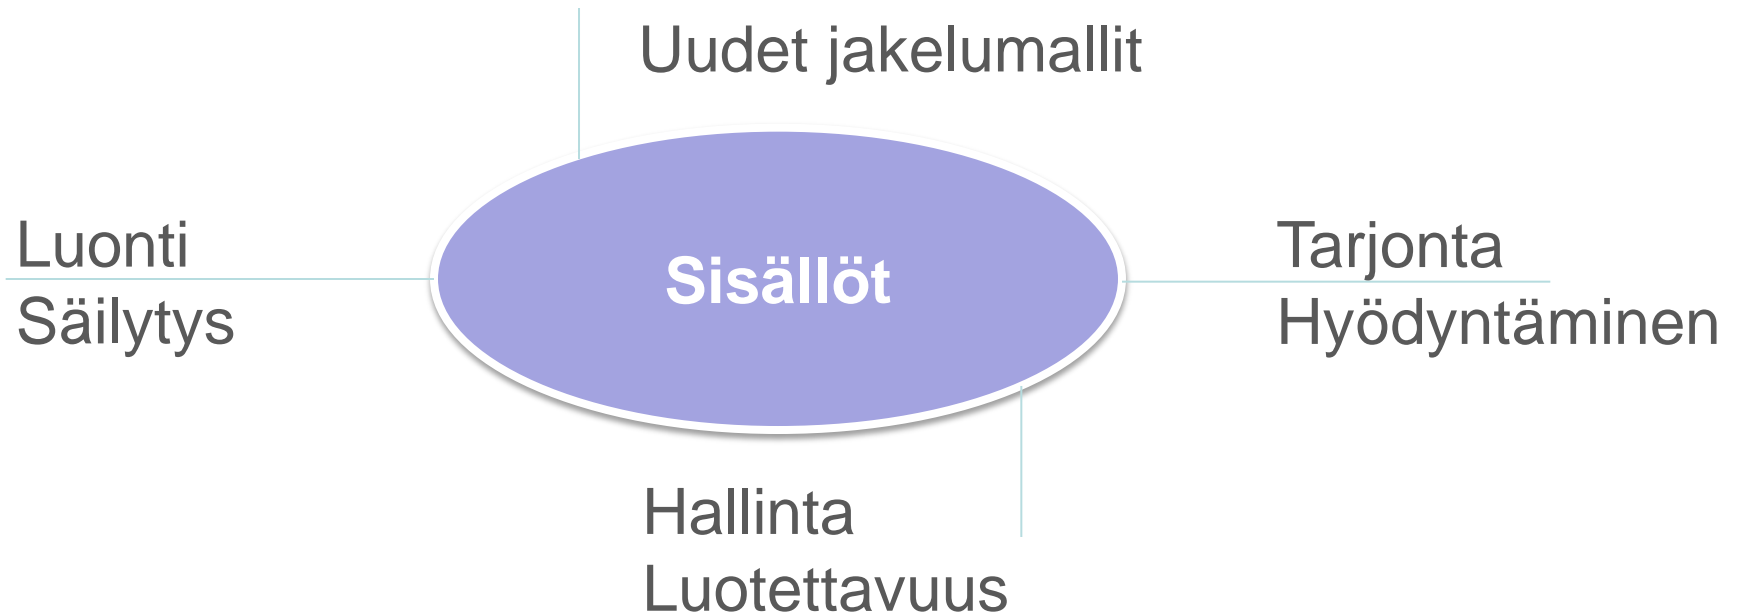 Uudet jakelumallit
Luonti
Säilytys
Sisällöt
Tarjonta
Hyödyntäminen
Hallinta
Luotettavuus